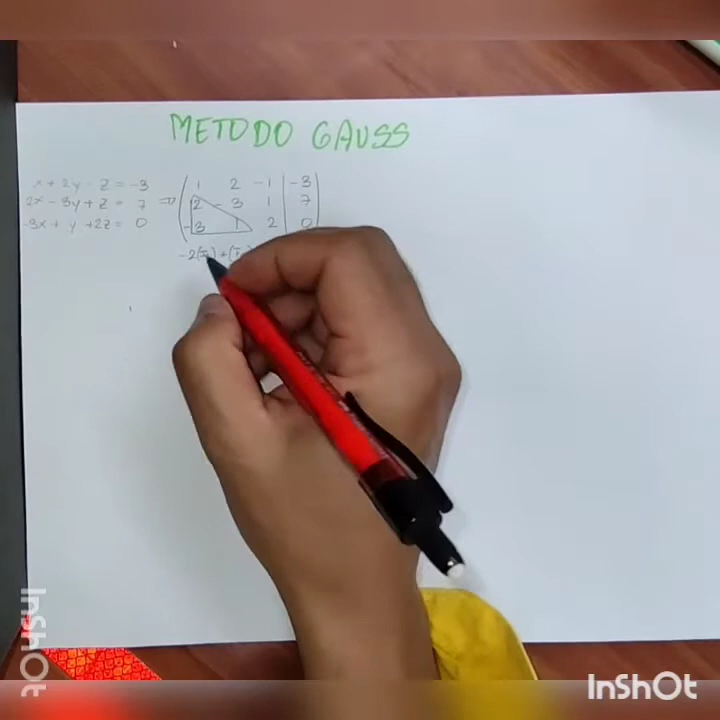 METODO GAUSS
x + 2y - z = -3
2x - 3y + z = 7
-3x + y + 2z = 0
1 2 -1 | -3
2 -3 1 | 7
-3 1 2 | 0
InShOt
InShOt